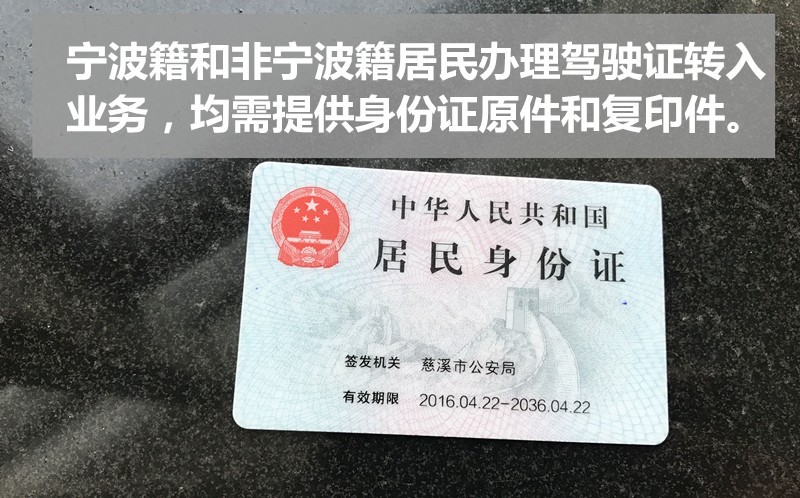 宁波籍和非宁波籍居民办理驾驶证转入
业务，均需提供身份证原件和复印件。
中华人民共和国
居民身份证
签发机关 慈溪市公安局
有效期限 2016.04.22-2036.04.22